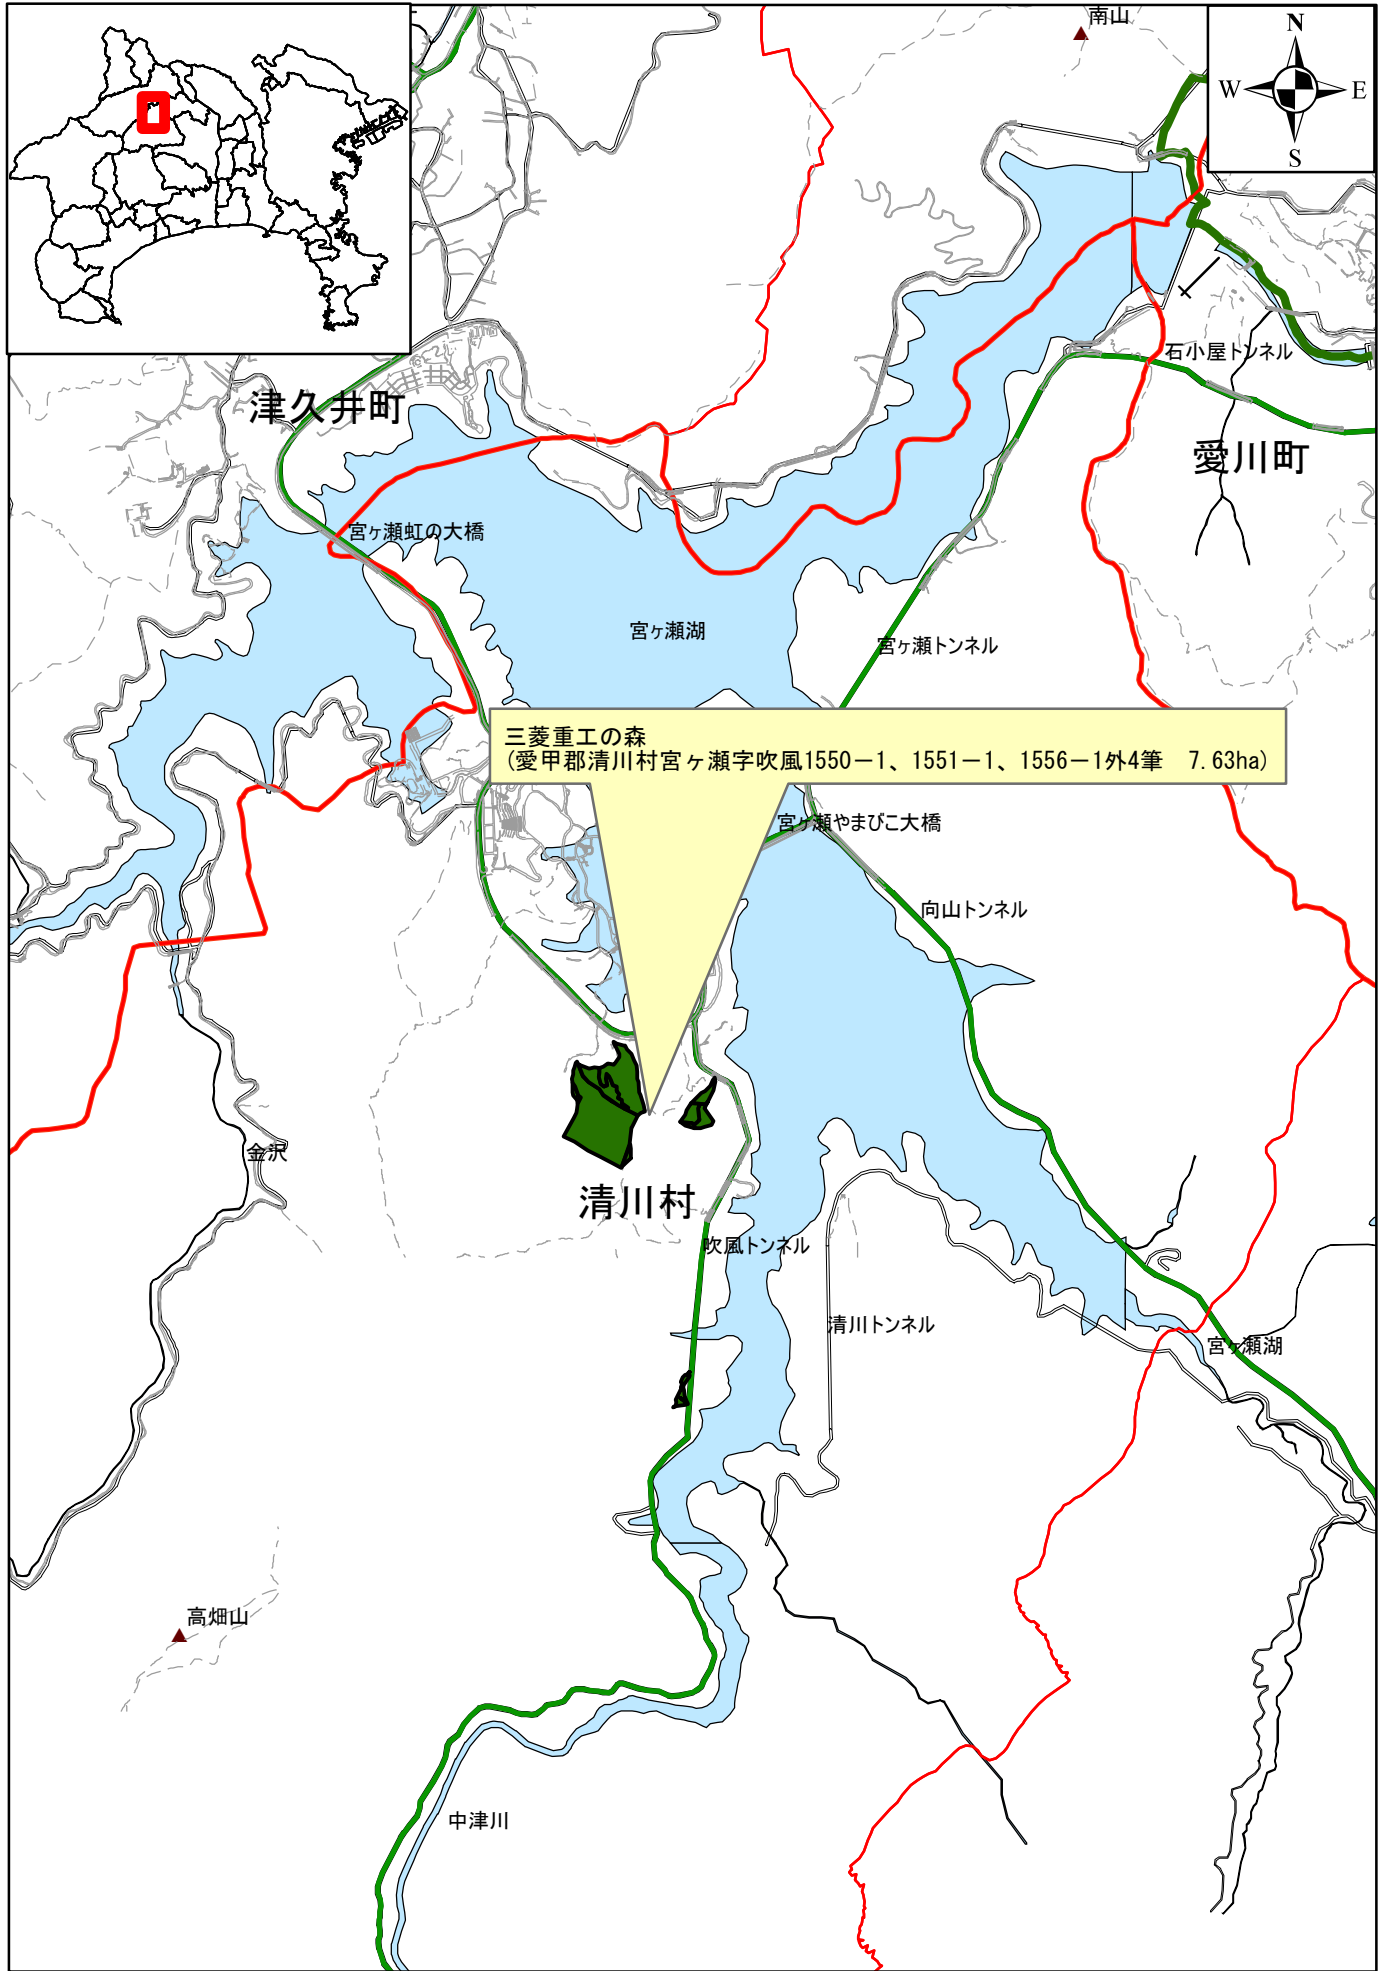 南山
N
W
E
S
石小屋トンネル
津久井町
愛川町
宮ヶ瀬虹の大橋
宮ヶ瀬湖
宮ヶ瀬トンネル
三菱重工の森
(愛甲郡清川村宮ヶ瀬字吹風1550－1、1551－1、1556－1外4筆　7.63ha)
宮ヶ瀬やまびこ大橋
向山トンネル
金沢
清川村
吹風トンネル
清川トンネル
宮ヶ瀬湖
高畑山
中津川